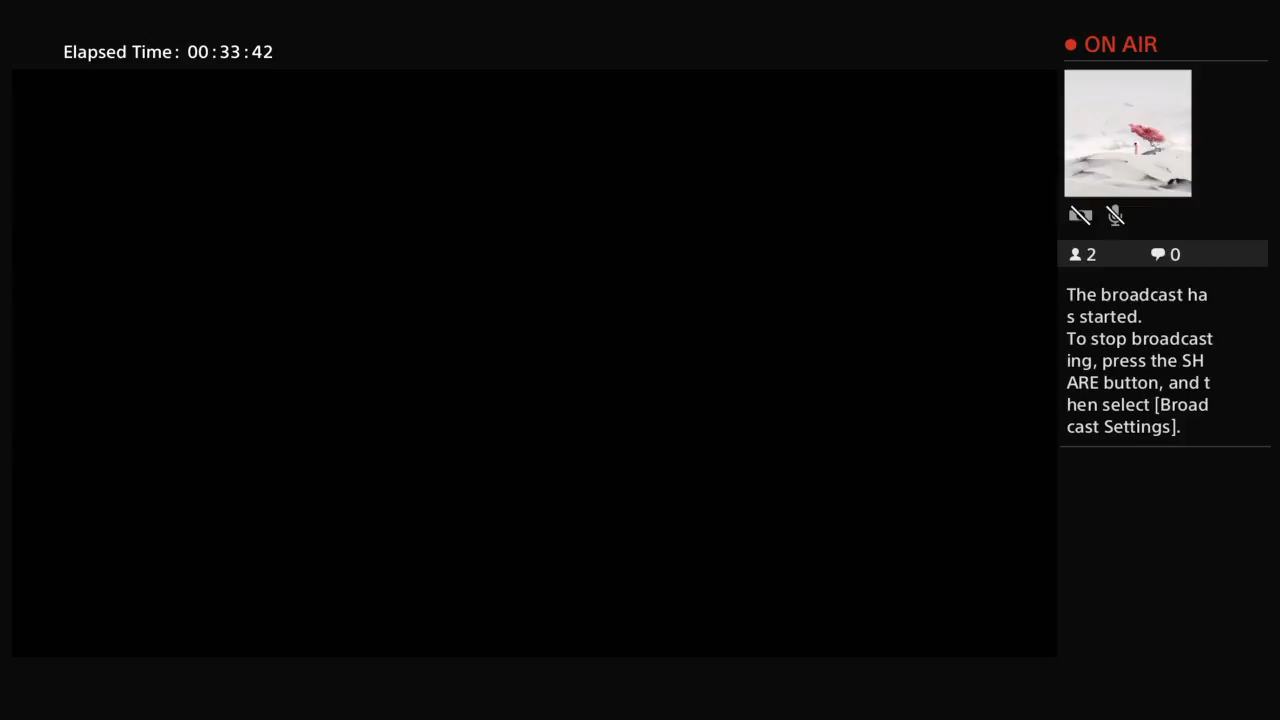 Elapsed Time: 00:33:42
ON AIR
2 0
The broadcast ha
s started.
To stop broadcast
ing, press the SH
ARE button, and t
hen select [Broad
cast Settings].